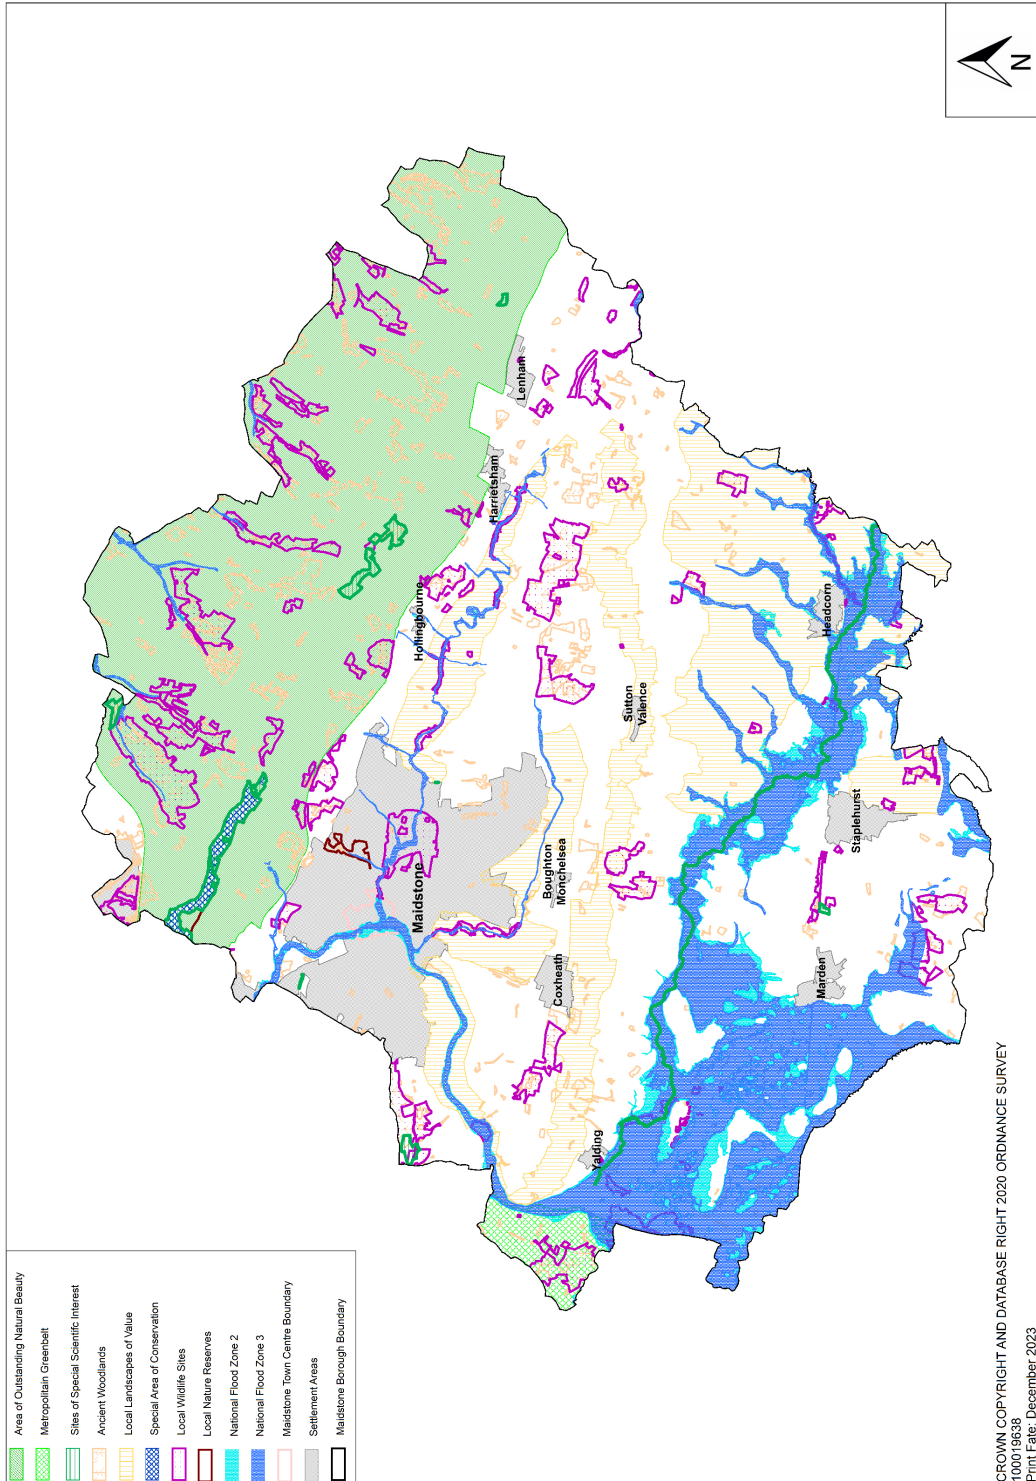 Area of Outstanding Natural Beauty
Metropolitain Greenbelt
Sites of Special Scientifc Interest
Ancient Woodlands
Local Landscapes of Value
Special Area of Conservation
Local Wildlife Sites
Local Nature Reserves
National Flood Zone 2
National Flood Zone 3
Maidstone Town Centre Boundary
Settlement Areas
Maidstone Borough Boundary
N
Maidstone
Hollingbourne
Harrietsham
Lenham
Coxheath
Boughton
Monchelsea
Sutton
Valence
Yalding
Marden
Staplehurst
Headcorn
CROWN COPYRIGHT AND DATABASE RIGHT 2020 ORDNANCE SURVEY
100019638
Print Fate: December 2023